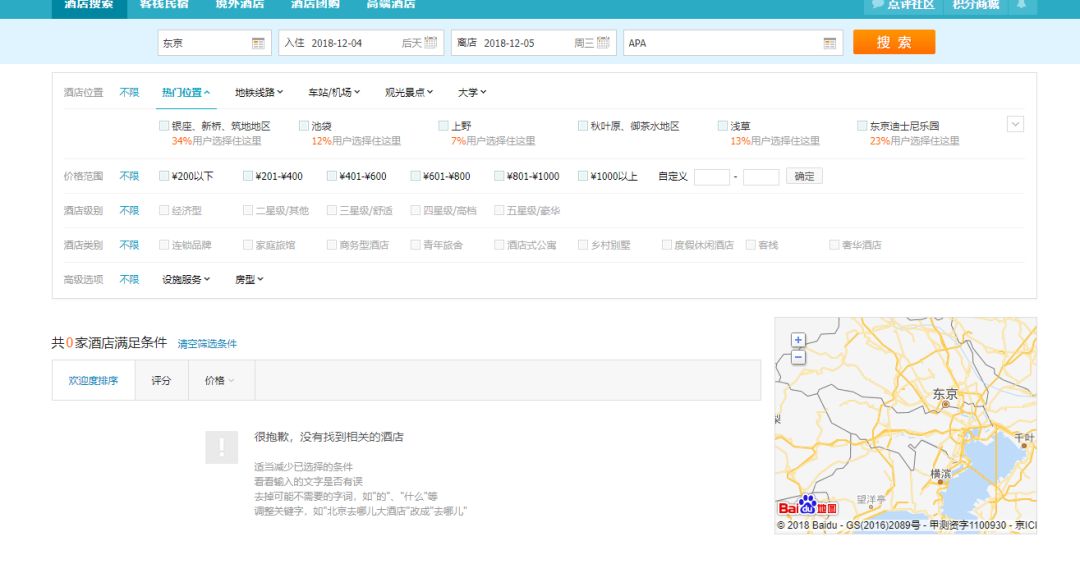 酒店搜索 客栈民宿 境外酒店 酒店团购 高端酒店 点评社区 积分商城
东京 入住 2018-12-04 后天 离店 2018-12-05 周三 APA 搜 索
酒店位置 不限 热门位置 地铁线路 车站/机场 观光景点 大学
银座、新桥、筑地地区 池袋 上野 秋叶原、御茶水地区 浅草 东京迪士尼乐园
34%用户选择住这里 12%用户选择住这里 7%用户选择住这里 13%用户选择住这里 23%用户选择住这里
价格范围 不限 ¥200以下 ¥201-¥400 ¥401-¥600 ¥601-¥800 ¥801-¥1000 ¥1000以上 自定义 - 确定
酒店级别 不限 经济型 二星级/其他 三星级/舒适 四星级/高档 五星级/豪华
酒店类别 不限 连锁品牌 家庭旅馆 商务型酒店 青年旅舍 酒店式公寓 乡村别墅 度假休闲酒店 客栈 奢华酒店
高级选项 不限 设施服务 房型
共0家酒店满足条件 清空筛选条件
欢迎度排序 评分 价格
很抱歉，没有找到相关的酒店
适当减少已选择的条件
看看输入的文字是否有误
去掉可能不需要的字词，如"的"、"什么"等
调整关键字，如"北京去哪儿大酒店"改成"去哪儿"
+
-
东京
千叶
横滨
望洋亭
Bai du 地图
© 2018 Baidu - GS(2016)2089号 - 甲测资字1100930 - 京ICI